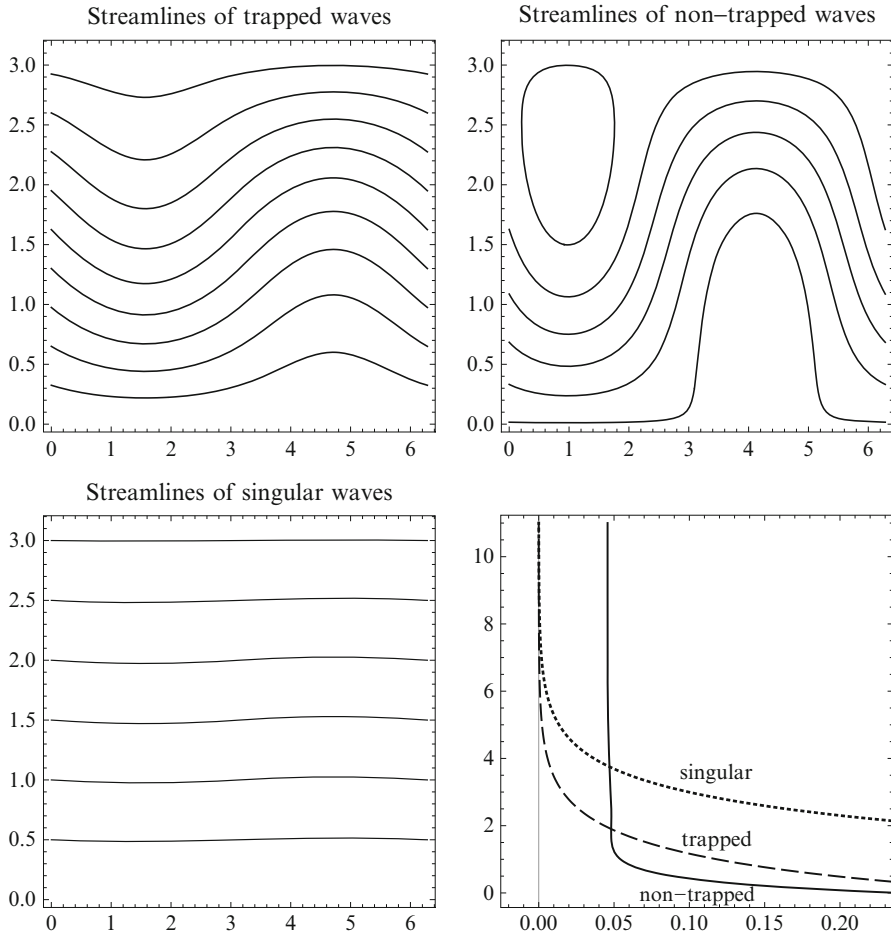 Streamlines of trapped waves
3.0
2.5
2.0
1.5
1.0
0.5
0.0
0 1 2 3 4 5 6
Streamlines of non−trapped waves
3.0
2.5
2.0
1.5
1.0
0.5
0.0
0 1 2 3 4 5 6
Streamlines of singular waves
3.0
2.5
2.0
1.5
1.0
0.5
0.0
0 1 2 3 4 5 6
10
8
6
4
2
0
singular
trapped
non−trapped
0.00 0.05 0.10 0.15 0.20